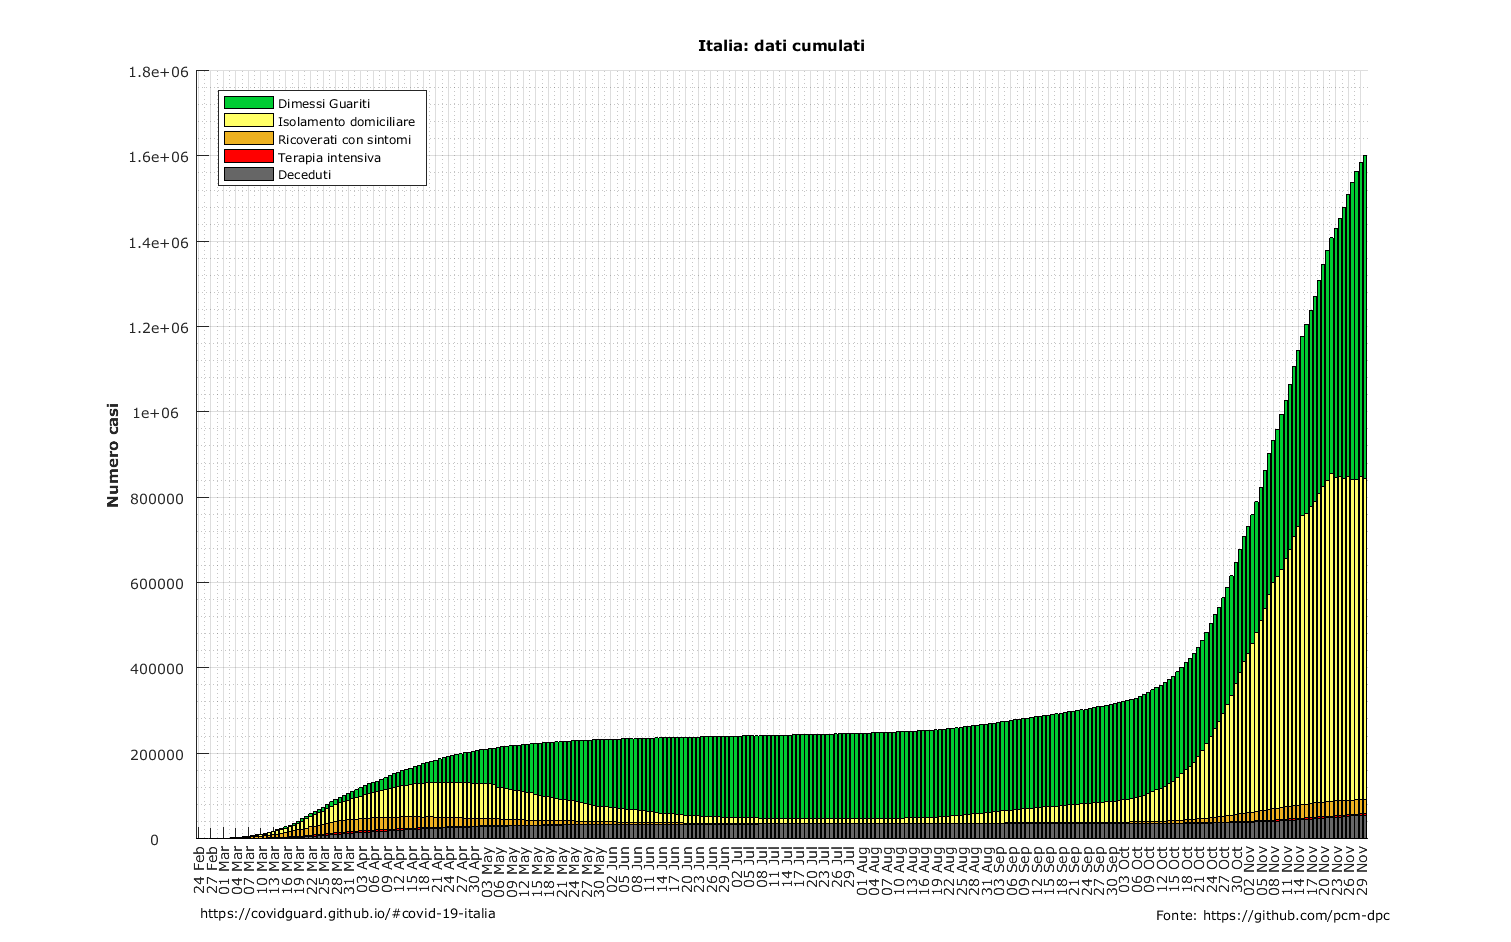 Italia: dati cumulati
1.8e+06
1.6e+06
1.4e+06
1.2e+06
1e+06
800000
600000
400000
200000
0
Numero casi
Dimessi Guariti
Isolamento domiciliare
Ricoverati con sintomi
Terapia intensiva
Deceduti
24 Feb
27 Feb
01 Mar
04 Mar
07 Mar
10 Mar
13 Mar
16 Mar
19 Mar
22 Mar
25 Mar
28 Mar
31 Mar
03 Apr
06 Apr
09 Apr
12 Apr
15 Apr
18 Apr
21 Apr
24 Apr
27 Apr
30 Apr
03 May
06 May
09 May
12 May
15 May
18 May
21 May
24 May
27 May
30 May
02 Jun
05 Jun
08 Jun
11 Jun
14 Jun
17 Jun
20 Jun
23 Jun
26 Jun
29 Jun
02 Jul
05 Jul
08 Jul
11 Jul
14 Jul
17 Jul
20 Jul
23 Jul
26 Jul
29 Jul
01 Aug
04 Aug
07 Aug
10 Aug
13 Aug
16 Aug
19 Aug
22 Aug
25 Aug
28 Aug
31 Aug
03 Sep
06 Sep
09 Sep
12 Sep
15 Sep
18 Sep
21 Sep
24 Sep
27 Sep
30 Sep
03 Oct
06 Oct
09 Oct
12 Oct
15 Oct
18 Oct
21 Oct
24 Oct
27 Oct
30 Oct
02 Nov
05 Nov
08 Nov
11 Nov
14 Nov
17 Nov
20 Nov
23 Nov
26 Nov
29 Nov
https://covidguard.github.io/#covid-19-italia
Fonte: https://github.com/pcm-dpc